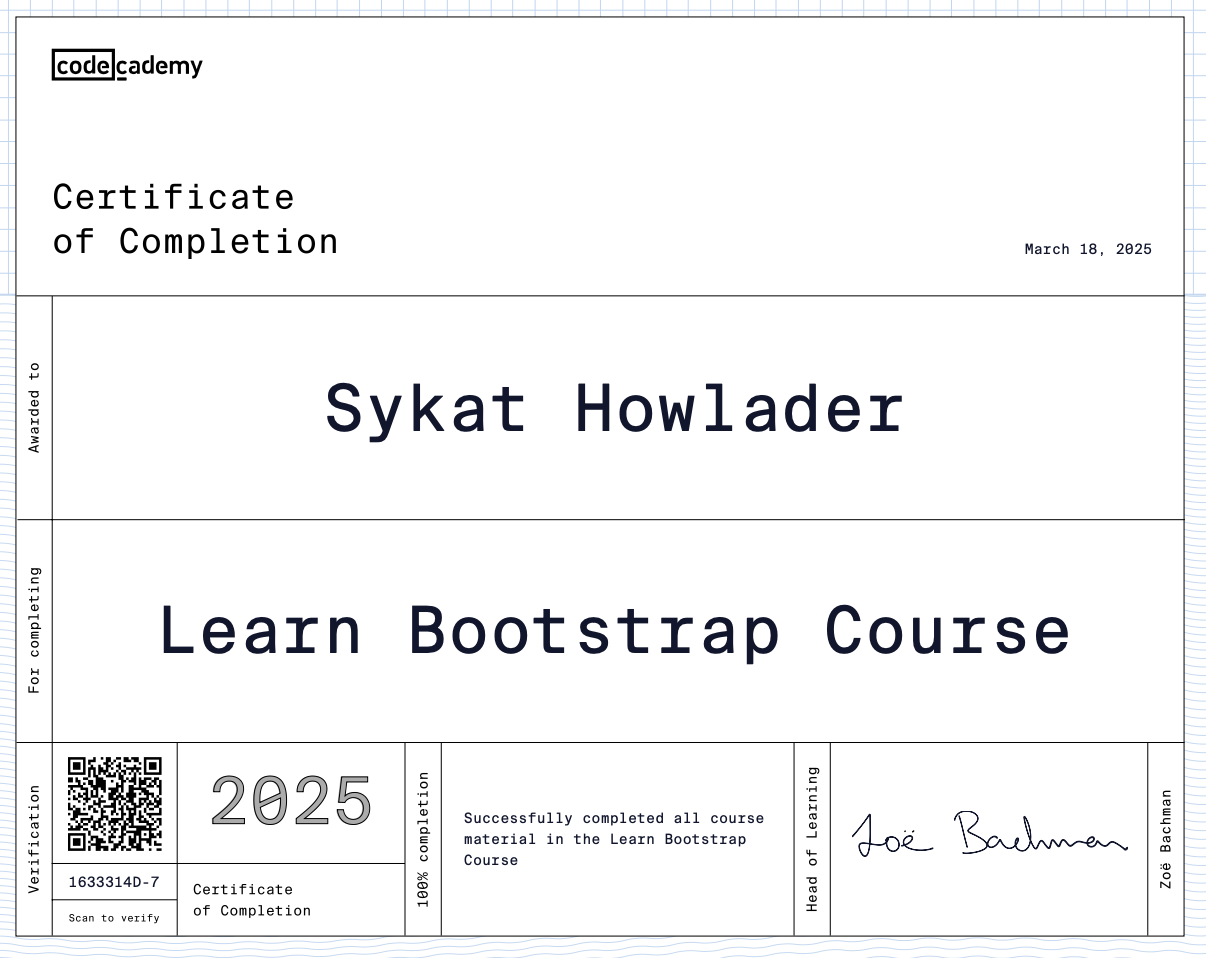 codecademy
Certificate
of Completion
March 18, 2025
Awarded to
Sykat Howlader
For completing
Learn Bootstrap Course
Verification
1633314D-7
Scan to verify
2025
Certificate
of Completion
100% completion
Successfully completed all course
material in the Learn Bootstrap
Course
Head of Learning
Zoë Bachman
Zoë Bachman